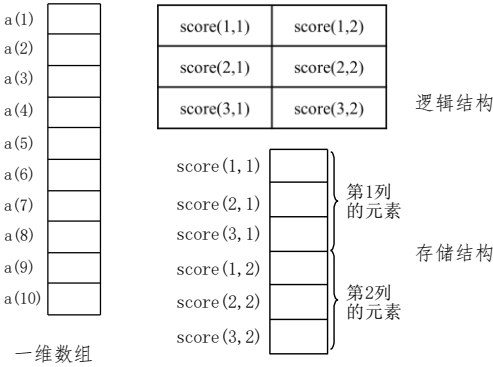 a(1)
a(2)
a(3)
a(4)
a(5)
a(6)
a(7)
a(8)
a(9)
a(10)
一维数组
score(1,1) score(1,2)
score(2,1) score(2,2)
score(3,1) score(3,2)
逻辑结构
score(1,1)
score(2,1)
score(3,1)
score(1,2)
score(2,2)
score(3,2)
第1列
的元素
第2列
的元素
存储结构